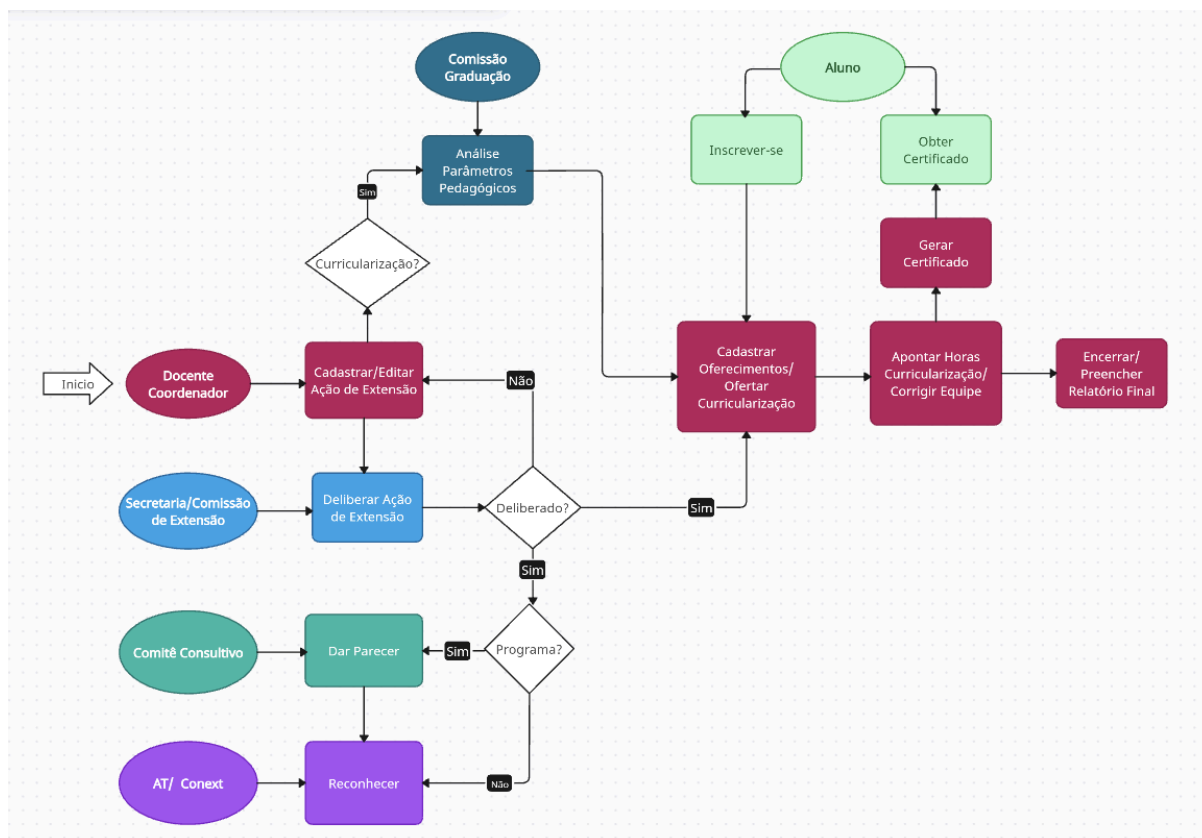 Comissão
Graduação
Aluno
Análise
Parâmetros
Pedagógicos
Inscrever-se
Obter
Certificado
Sim
Curricularização?
Gerar
Certificado
Inicio
Docente
Coordenador
Cadastrar/Editar
Ação de Extensão
Não
Cadastrar
Oferecimentos/
Ofertar
Curricularização
Apontar Horas
Curricularização/
Corrigir Equipe
Encerrar/
Preencher
Relatório Final
Secretaria/Comissão
de Extensão
Deliberar Ação
de Extensão
Deliberado?
Sim
Sim
Comitê Consultivo
Dar Parecer
Sim
Programa?
AT/ Conext
Reconhecer
Não